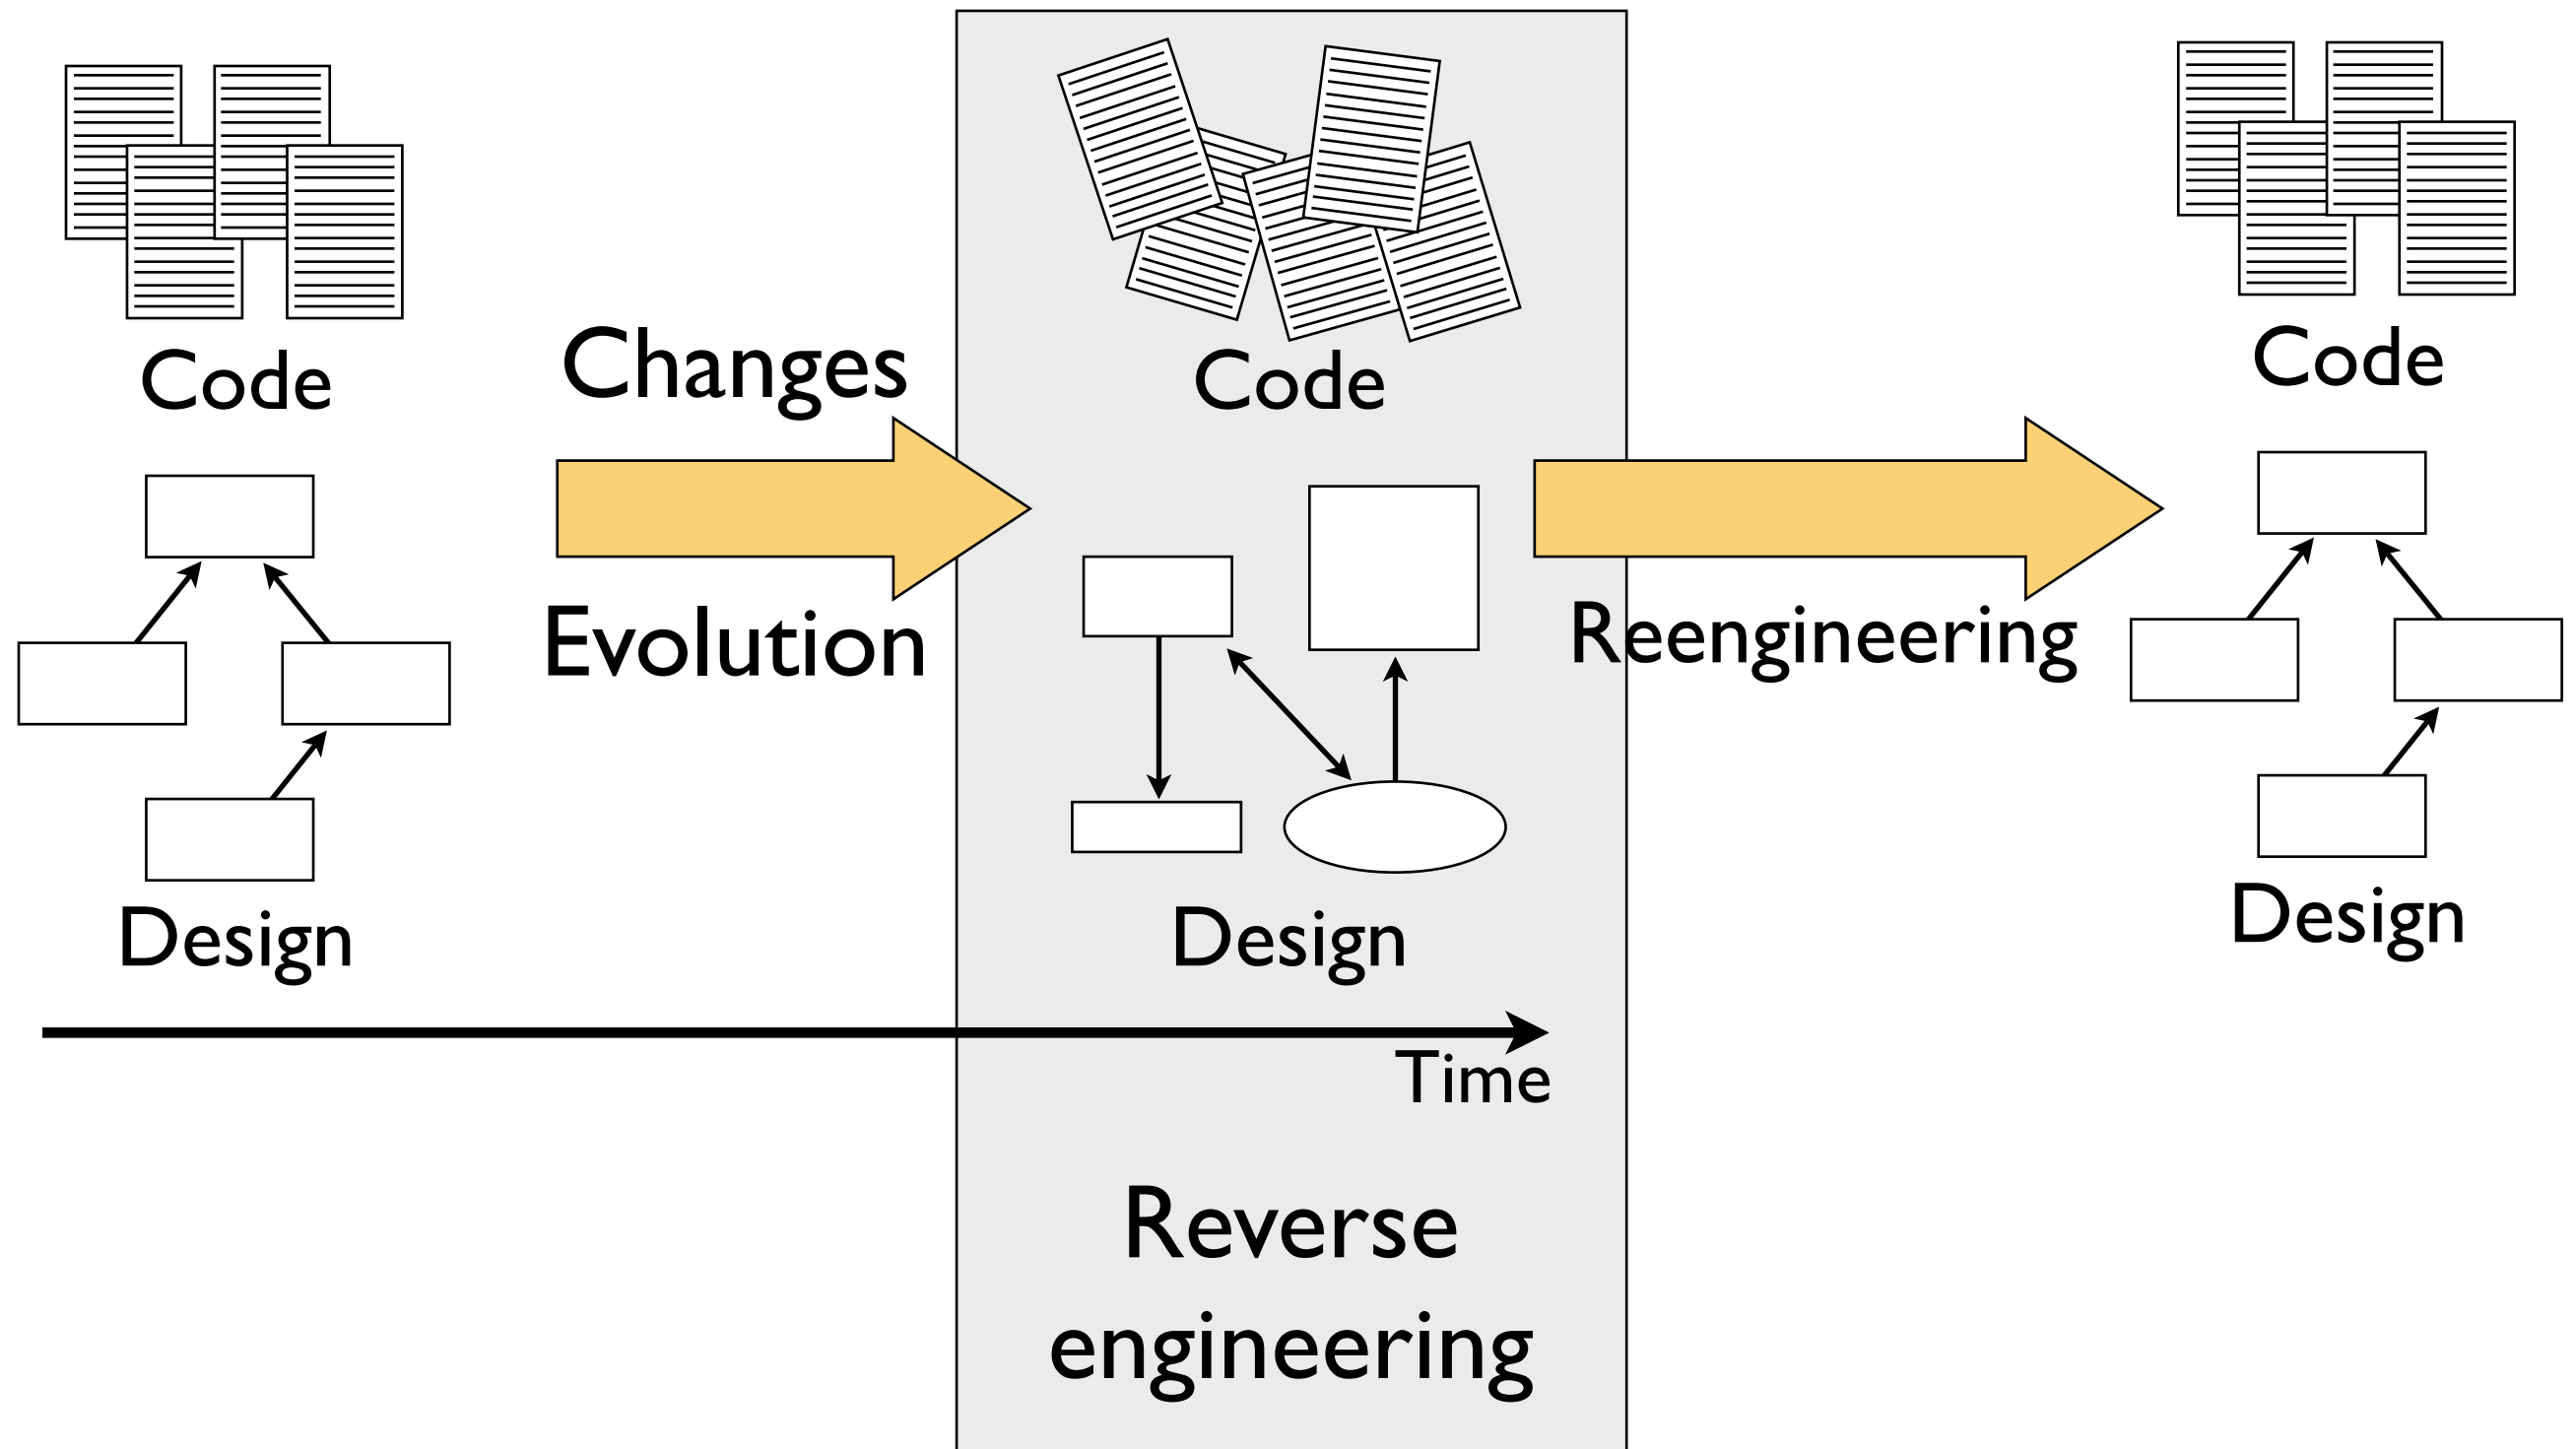 Code
Changes
Evolution
Design
Code
Design
Time
Reverse
engineering
Reengineering
Code
Design